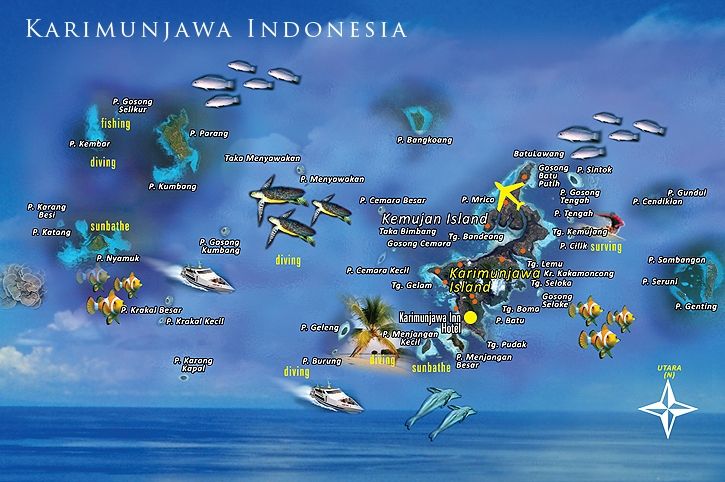 KARIMUNJAWA INDONESIA
P. Gosong
Selikur
fishing
P. Kembar
diving
P. Parang
P. Kumbang
Taka Menyawakan
P. Menyawakan
P. Bangkoang
BatuLawang
Gosong
Batu
Putih
P. Sintok
P. Gosong
Tengah
P. Gundul
P. Cendikian
P. Cemara Besar
P. Mrico
Kemujan Island
P. Tengah
P. Karang
Besi
P. Katang
sunbathe
P. Nyamuk
P. Gosong
Kumbang
diving
Taka Bimbang
Gosong Cemara
Tg. Bandeang
Tg. Kemujang
P. Cilik
surving
P. Sambangan
P. Seruni
P. Genting
P. Cemara Kecil
Tg. Gelam
Karimunjawa
Island
Tg. Lemu
Kr. Kakamoncong
Tg. Seloka
Gosong
Seloke
P. Krakal Besar
P. Krakal Kecil
P. Geleng
Karimunjawa Inn
Hotel
Tg. Bomo
P. Batu
P. Menjangan
Kecil
Tg. Pudak
P. Karang
Kapal
P. Burung
diving
diving
sunbathe
P. Menjangan
Besar
UTARA
(N)